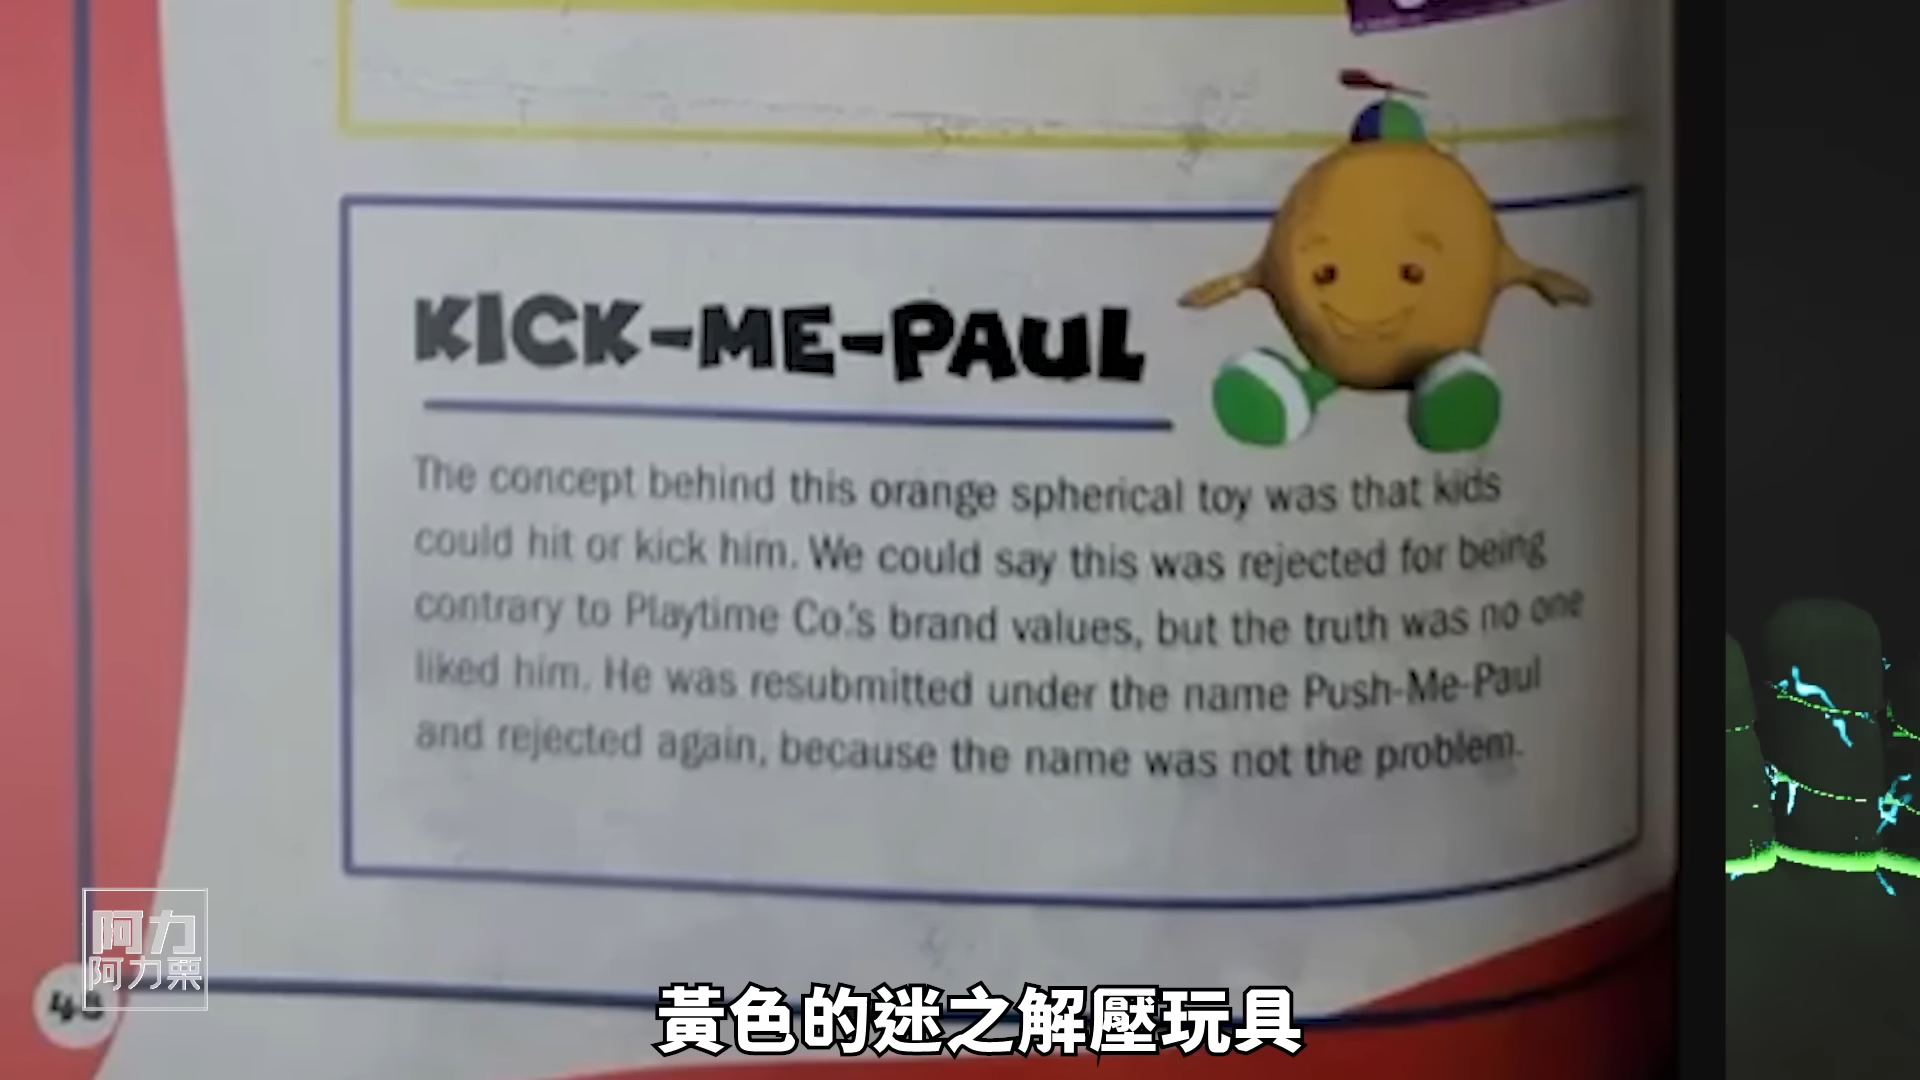 KICK-ME-PAUL
The concept behind this orange spherical toy was that kids
could hit or kick him. We could say this was rejected for being
contrary to Playtime Co.'s brand values, but the truth was no one
liked him. He was resubmitted under the name Push-Me-Paul
and rejected again, because the name was not the problem.
阿力
阿力栗
黃色的迷之解壓玩具